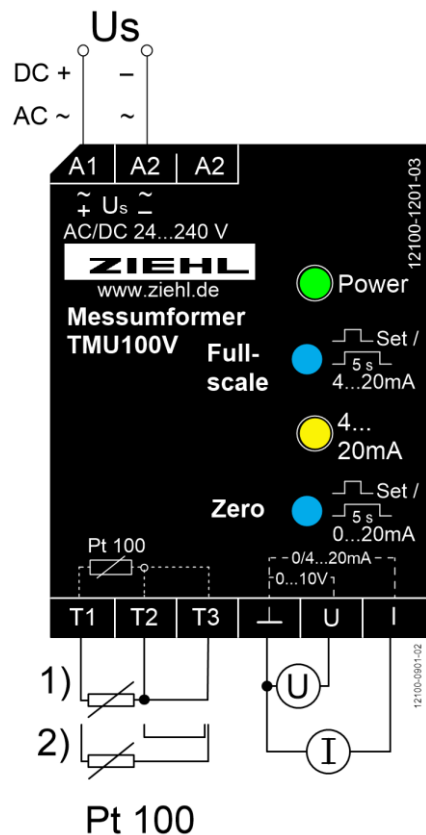 Us
DC + –
AC ~ ~
A1 A2 A2
~ ~
+ Us –
AC/DC 24...240 V
ZIEHL
www.ziehl.de
12100-1201-03
Power
Messumformer
TMU100V
Full-
scale
Set /
5 s
4...20mA
4...
20mA
Zero
Set /
5 s
0...20mA
Pt 100
0/4...20mA
0...10V
T1 T2 T3 ⊥ U I
1)
U
2)
I
12100-0901-02
Pt 100